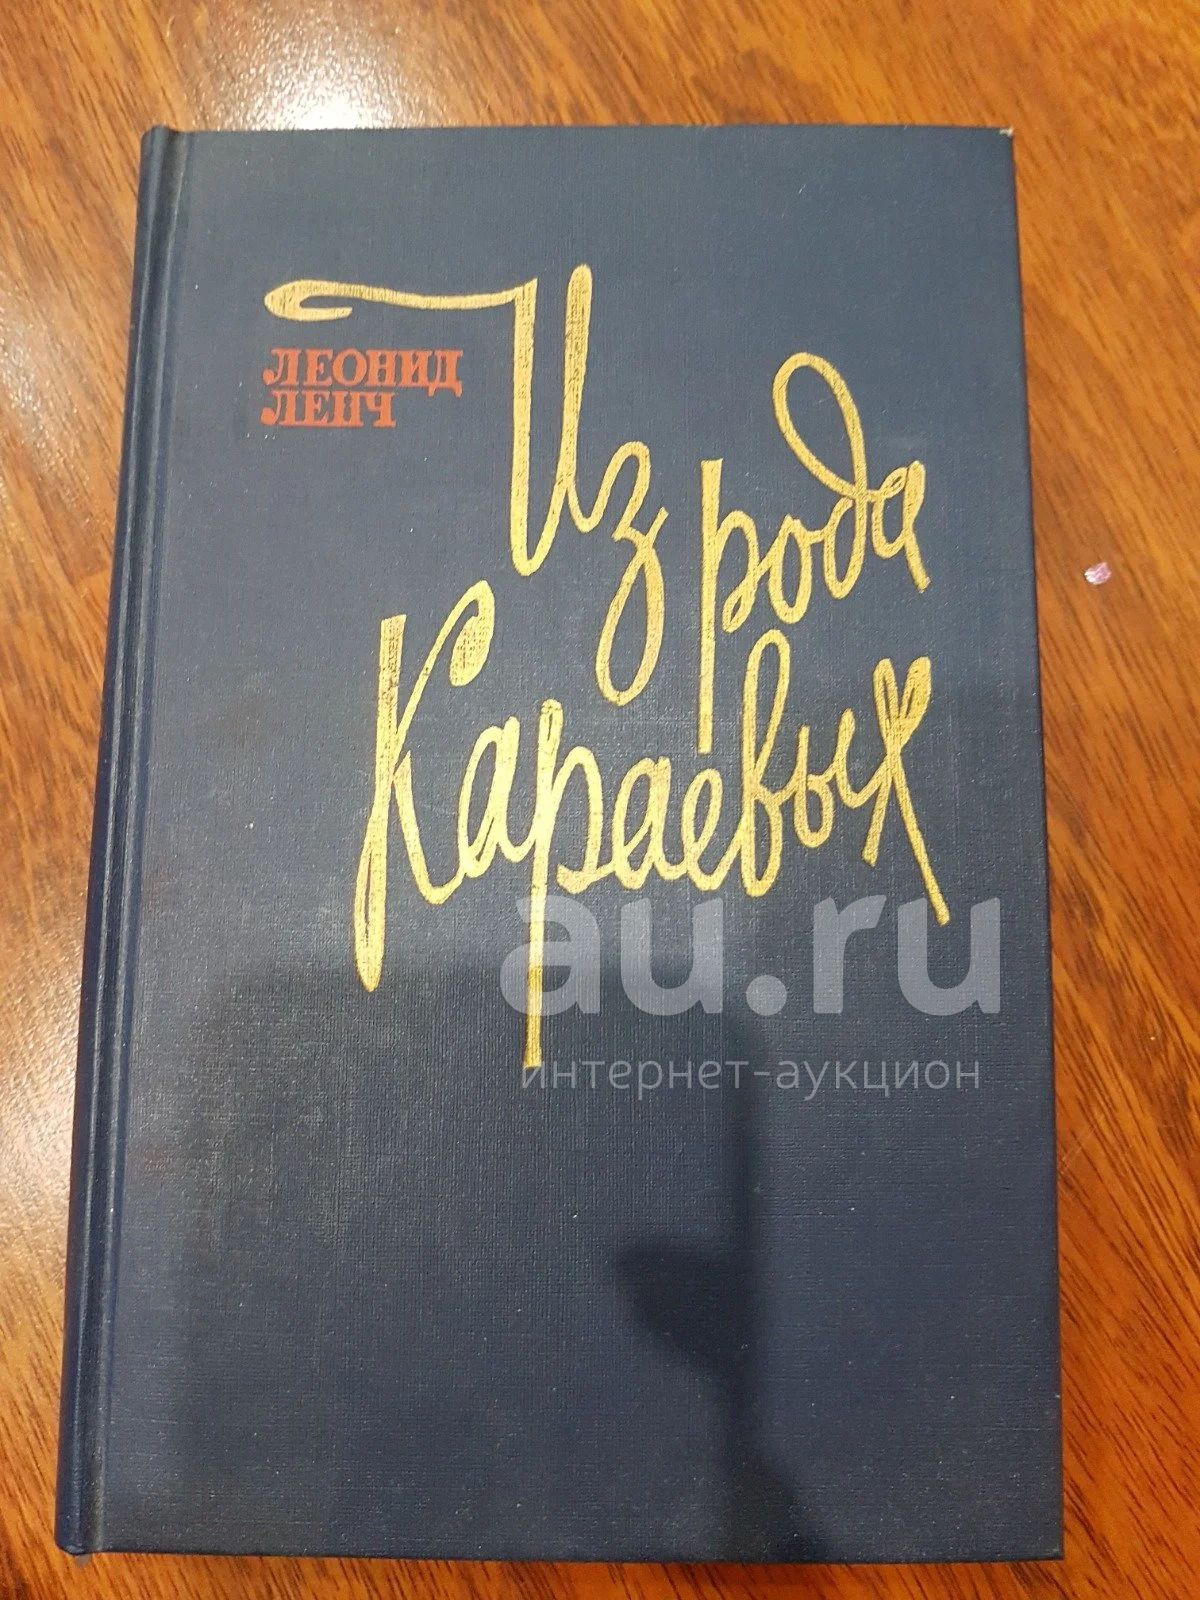 ЛЕОНИД
ЛЕНЧ
Из рода
Караевых
au.ru
интернет-аукцион